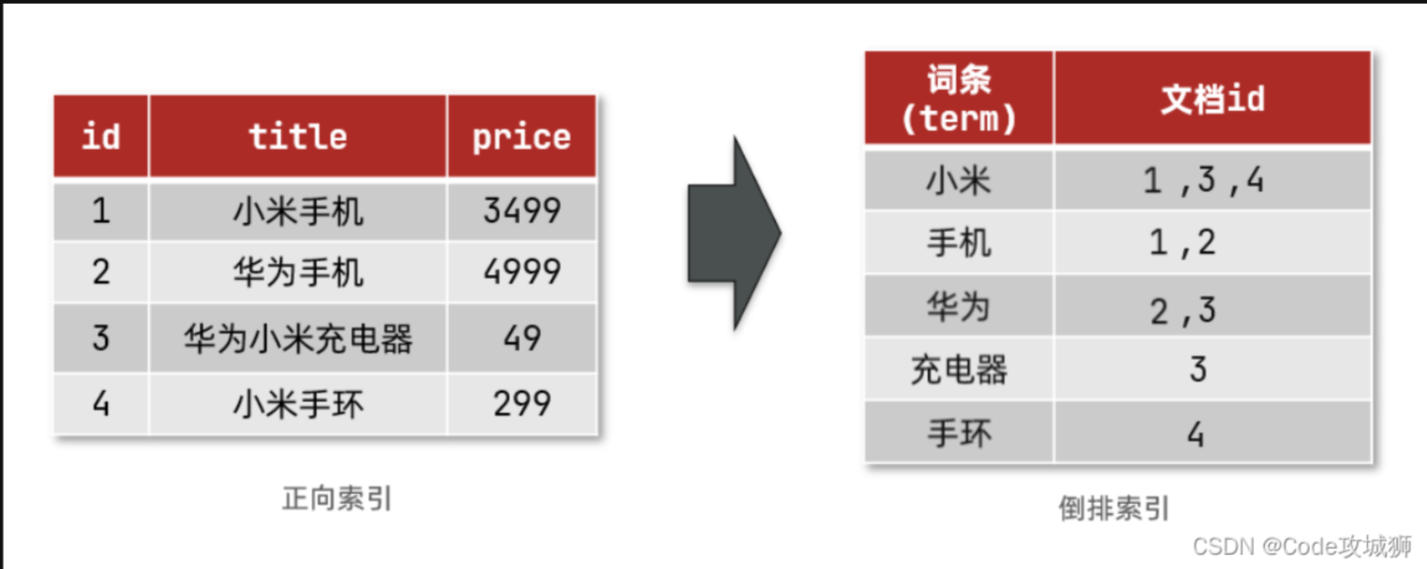 id title price
1 小米手机 3499
2 华为手机 4999
3 华为小米充电器 49
4 小米手环 299
正向索引
词条
(term) 文档id
小米 1 ,3 ,4
手机 1 ,2
华为 2 ,3
充电器 3
手环 4
倒排索引
CSDN @Code攻城狮